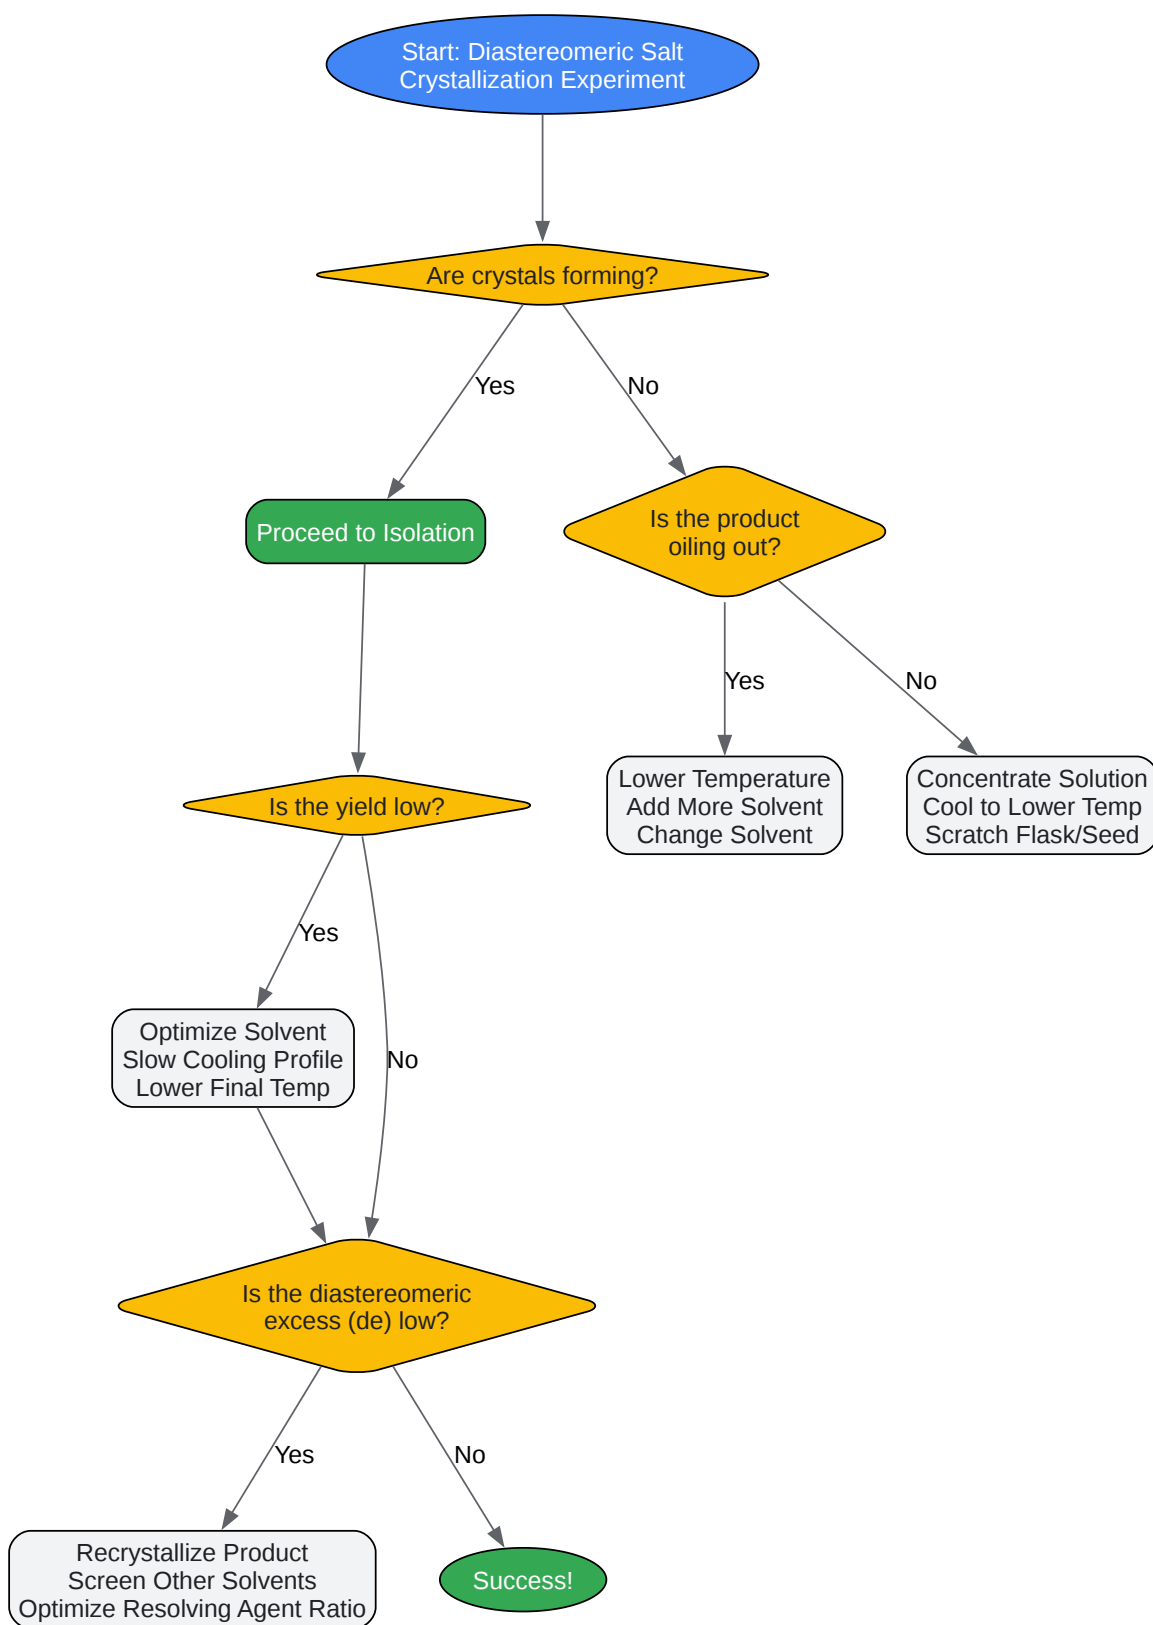 Start: Diastereomeric Salt
Crystallization Experiment
Are crystals forming?
Yes
No
Proceed to Isolation
Is the product
oiling out?
Yes
No
Is the yield low?
Lower Temperature
Add More Solvent
Change Solvent
Concentrate Solution
Cool to Lower Temp
Scratch Flask/Seed
Yes
Optimize Solvent
Slow Cooling Profile
Lower Final Temp
No
Is the diastereomeric
excess (de) low?
Yes
No
Recrystallize Product
Screen Other Solvents
Optimize Resolving Agent Ratio
Success!